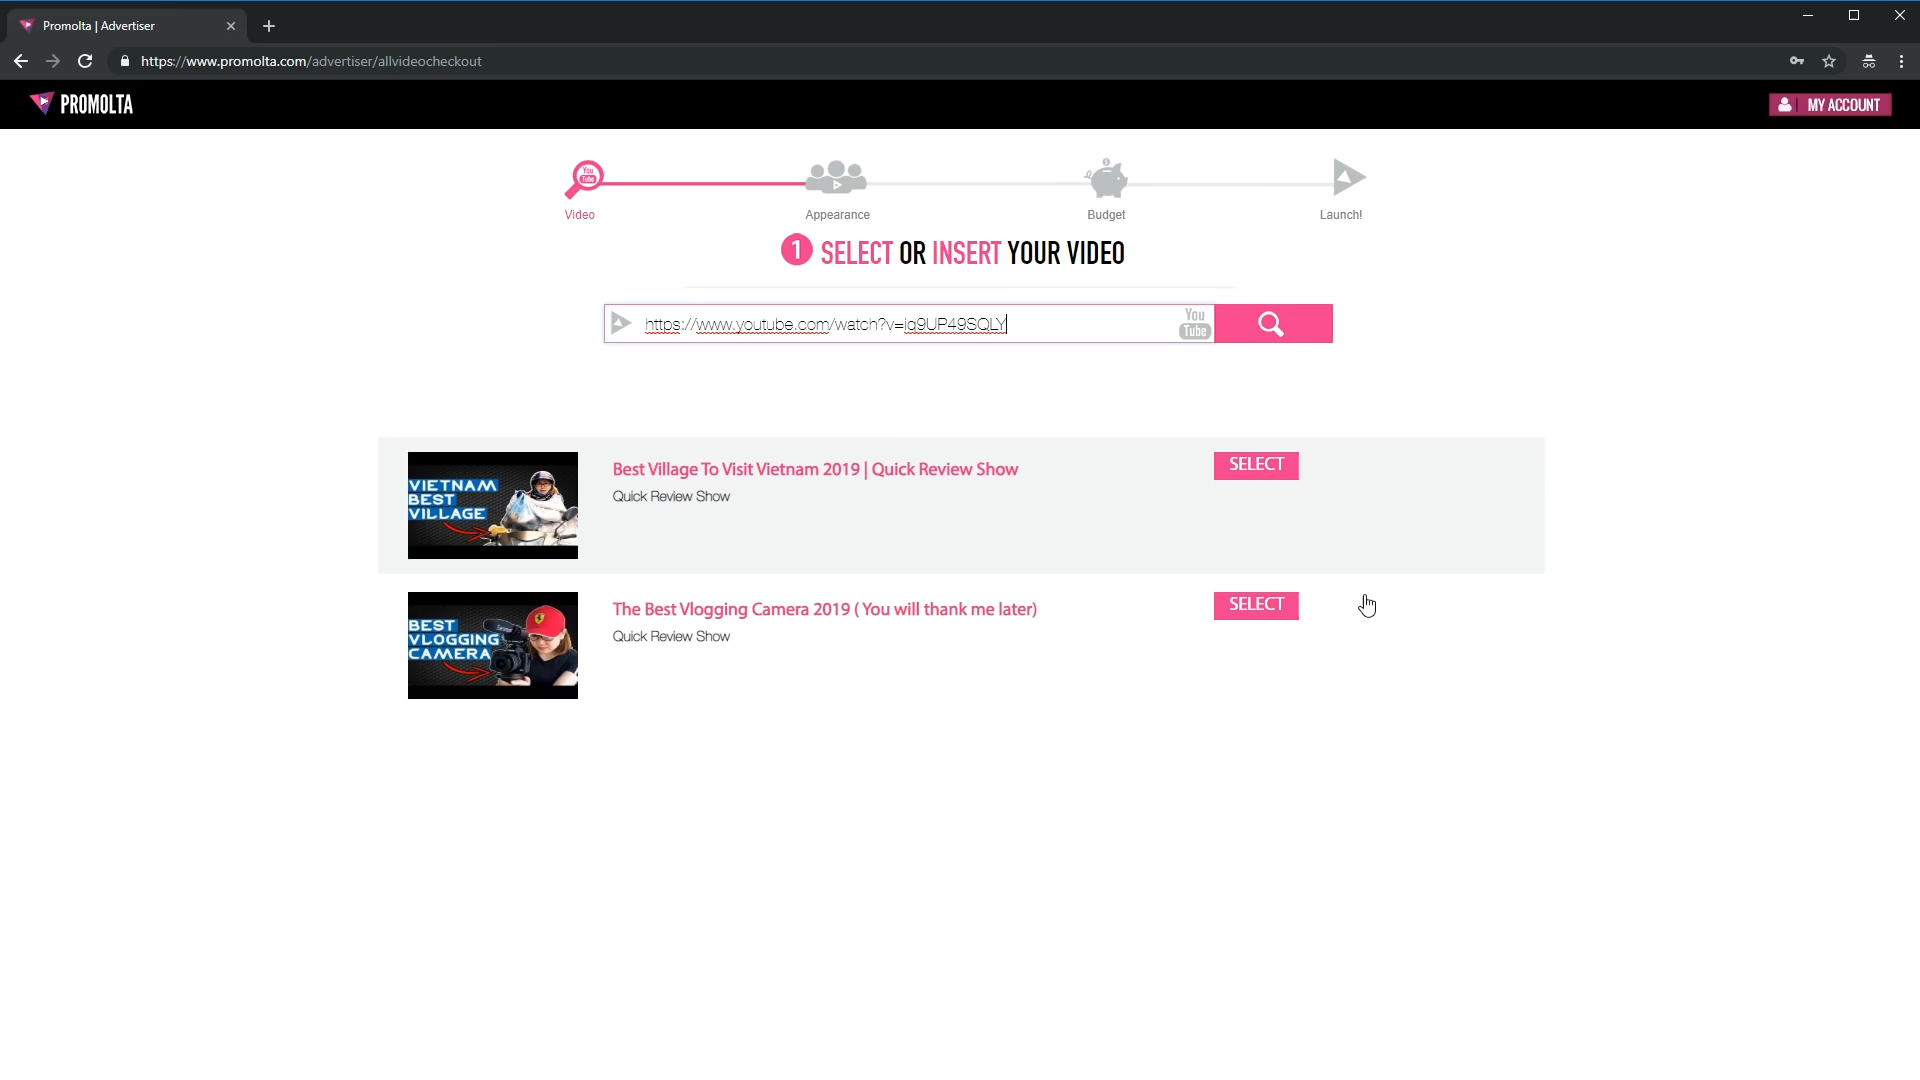 Promolta | Advertiser
https://www.promolta.com/advertiser/allvideocheckout
PROMOLTA
MY ACCOUNT
You
Tube
Video
Appearance
Budget
Launch!
1 SELECT OR INSERT YOUR VIDEO
https://www.youtube.com/watch?v=iq9UP49SQLY
You
Tube
VIETNAM
BEST
VILLAGE
Best Village To Visit Vietnam 2019 | Quick Review Show
Quick Review Show
SELECT
BEST
VLOGGING
CAMERA
The Best Vlogging Camera 2019 ( You will thank me later)
Quick Review Show
SELECT